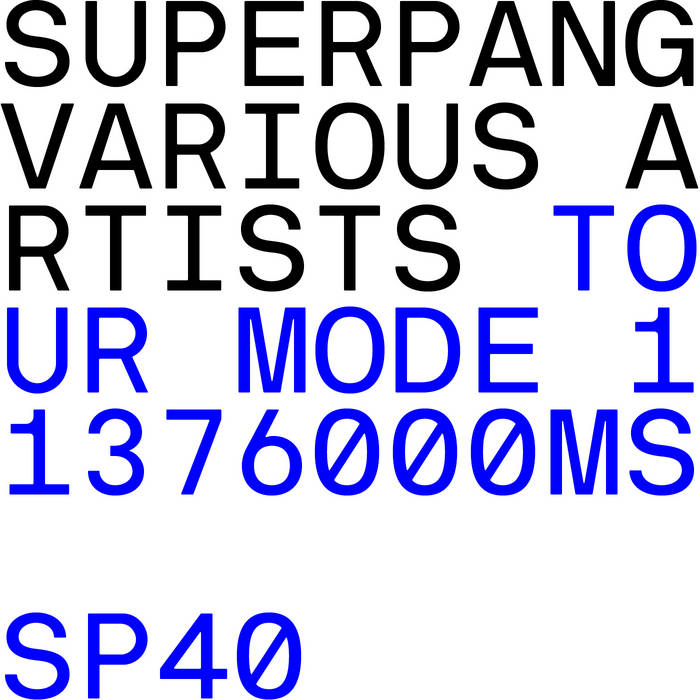 SUPERPANG
VARIOUS A
RTISTS TO
UR MODE 1
1376000MS
SP40